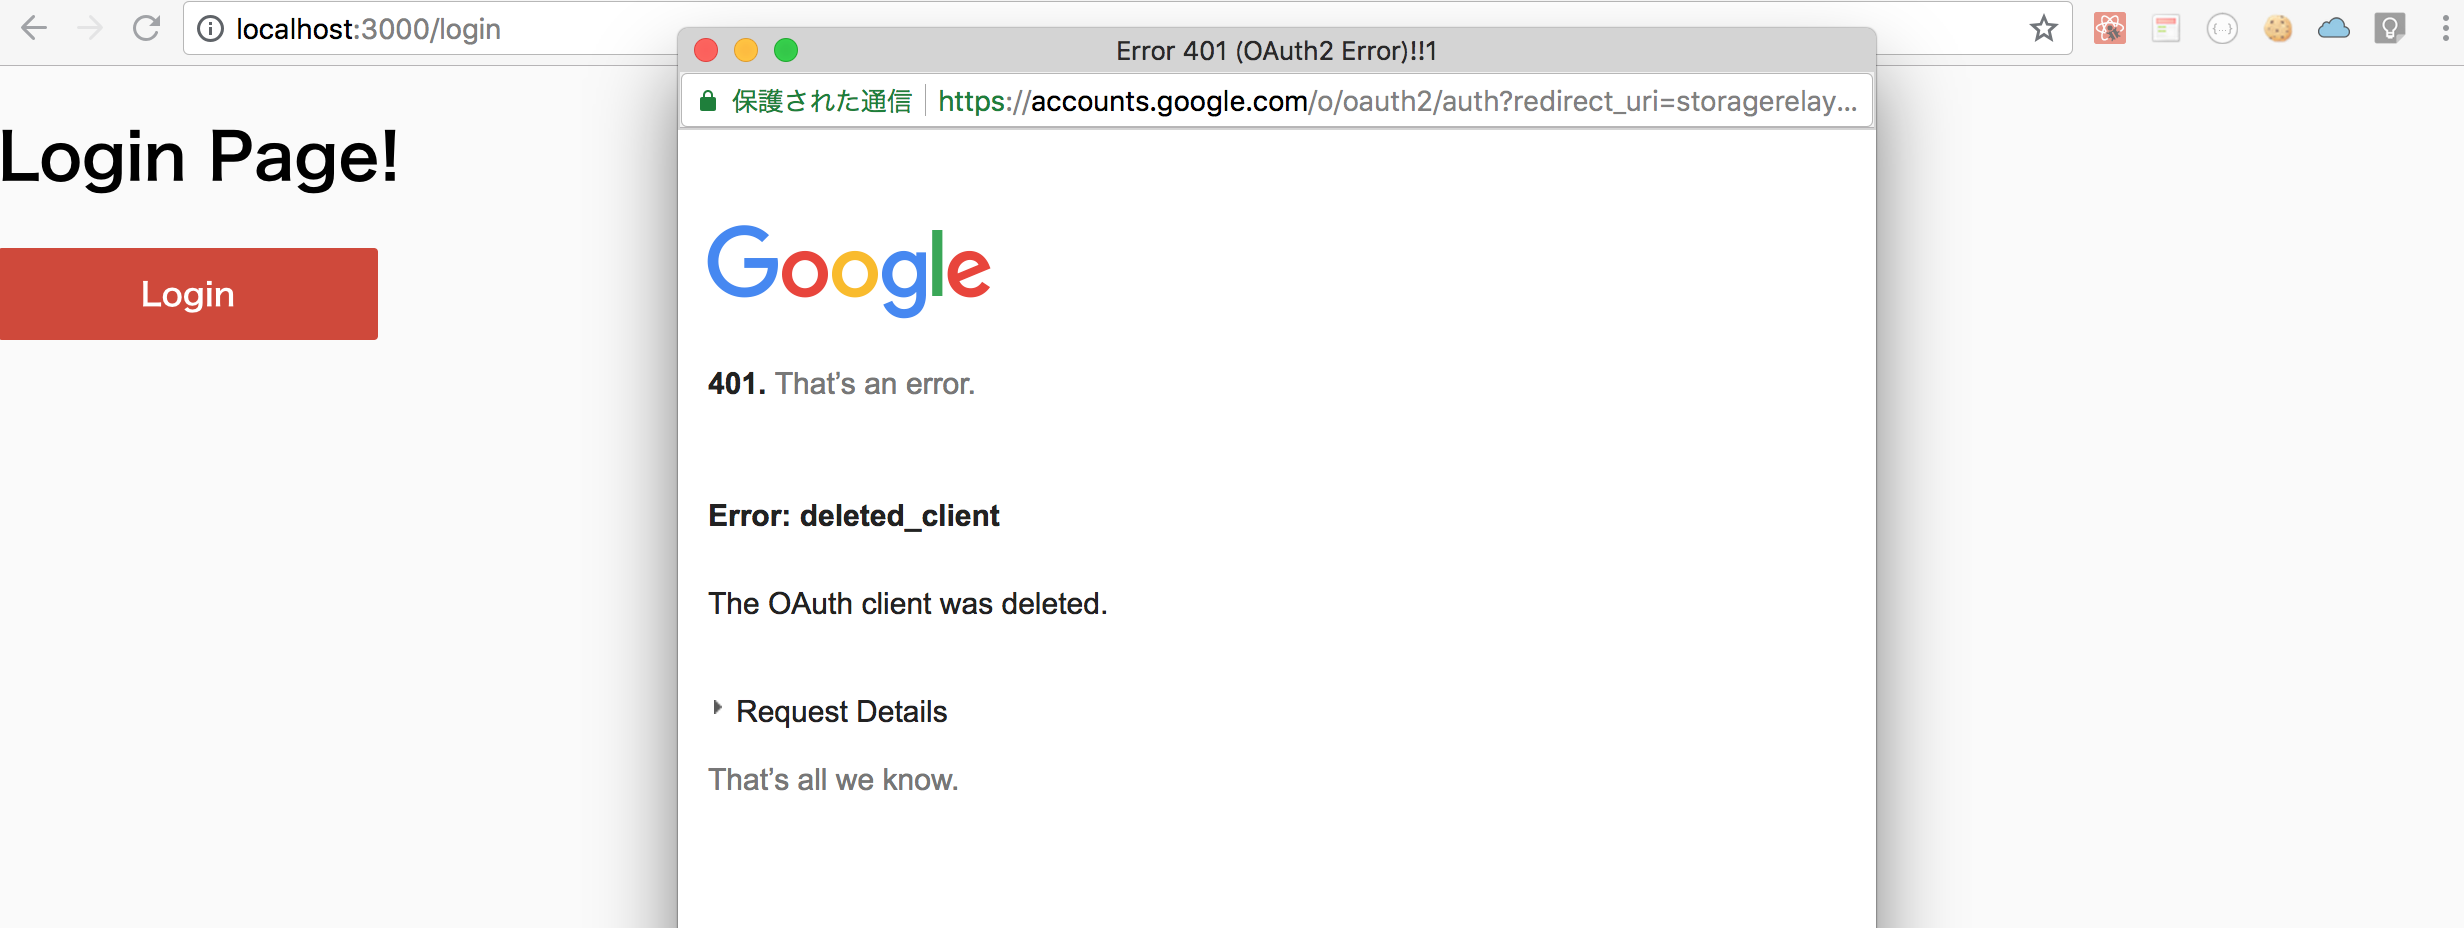 localhost:3000/login
Error 401 (OAuth2 Error)!!1
保護された通信 https://accounts.google.com/o/oauth2/auth?redirect_uri=storagerelay...
Login Page!
Login
Google
401. That’s an error.
Error: deleted_client
The OAuth client was deleted.
Request Details
That’s all we know.